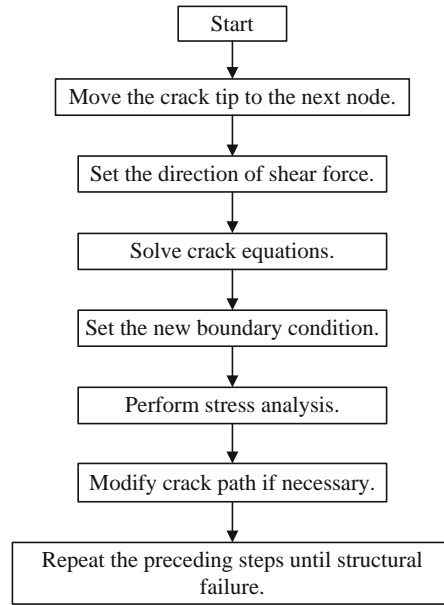 Start
Move the crack tip to the next node.
Set the direction of shear force.
Solve crack equations.
Set the new boundary condition.
Perform stress analysis.
Modify crack path if necessary.
Repeat the preceding steps until structural
failure.